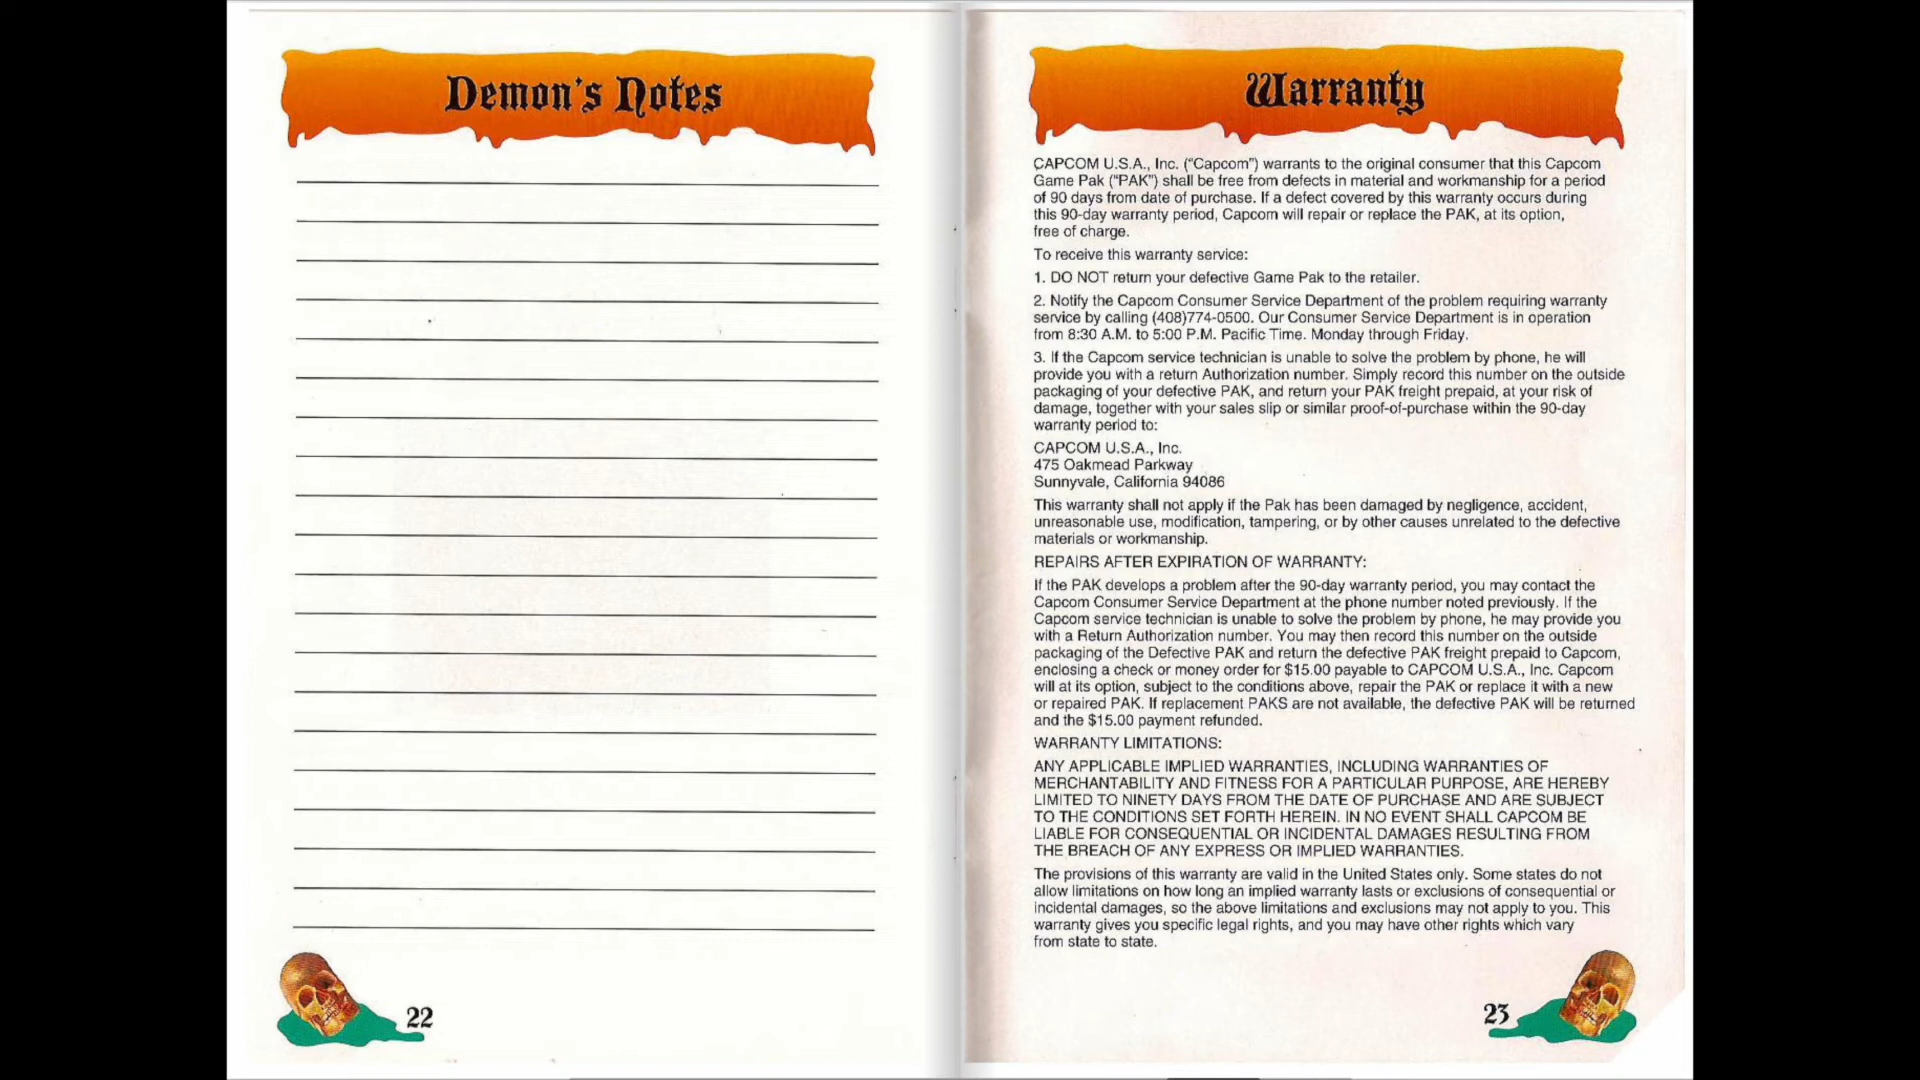 Demon's Notes
22
Warranty
CAPCOM U.S.A., Inc. ("Capcom") warrants to the original consumer that this Capcom
Game Pak ("PAK") shall be free from defects in material and workmanship for a period
of 90 days from date of purchase. If a defect covered by this warranty occurs during
this 90-day warranty period, Capcom will repair or replace the PAK, at its option,
free of charge.
To receive this warranty service:
1. DO NOT return your defective Game Pak to the retailer.
2. Notify the Capcom Consumer Service Department of the problem requiring warranty
service by calling (408)774-0500. Our Consumer Service Department is in operation
from 8:30 A.M. to 5:00 P.M. Pacific Time. Monday through Friday.
3. If the Capcom service technician is unable to solve the problem by phone, he will
provide you with a return Authorization number. Simply record this number on the outside
packaging of your defective PAK, and return your PAK freight prepaid, at your risk of
damage, together with your sales slip or similar proof-of-purchase within the 90-day
warranty period to:
CAPCOM U.S.A., Inc.
475 Oakmead Parkway
Sunnyvale, California 94086
This warranty shall not apply if the Pak has been damaged by negligence, accident,
unreasonable use, modification, tampering, or by other causes unrelated to the defective
materials or workmanship.
REPAIRS AFTER EXPIRATION OF WARRANTY:
If the PAK develops a problem after the 90-day warranty period, you may contact the
Capcom Consumer Service Department at the phone number noted previously. If the
Capcom service technician is unable to solve the problem by phone, he may provide you
with a Return Authorization number. You may then record this number on the outside
packaging of the Defective PAK and return the defective PAK freight prepaid to Capcom,
enclosing a check or money order for $15.00 payable to CAPCOM U.S.A., Inc. Capcom
will at its option, subject to the conditions above, repair the PAK or replace it with a new
or repaired PAK. If replacement PAKS are not available, the defective PAK will be returned
and the $15.00 payment refunded.
WARRANTY LIMITATIONS:
ANY APPLICABLE IMPLIED WARRANTIES, INCLUDING WARRANTIES OF
MERCHANTABILITY AND FITNESS FOR A PARTICULAR PURPOSE, ARE HEREBY
LIMITED TO NINETY DAYS FROM THE DATE OF PURCHASE AND ARE SUBJECT
TO THE CONDITIONS SET FORTH HEREIN. IN NO EVENT SHALL CAPCOM BE
LIABLE FOR CONSEQUENTIAL OR INCIDENTAL DAMAGES RESULTING FROM
THE BREACH OF ANY EXPRESS OR IMPLIED WARRANTIES.
The provisions of this warranty are valid in the United States only. Some states do not
allow limitations on how long an implied warranty lasts or exclusions of consequential or
incidental damages, so the above limitations and exclusions may not apply to you. This
warranty gives you specific legal rights, and you may have other rights which vary
from state to state.
23